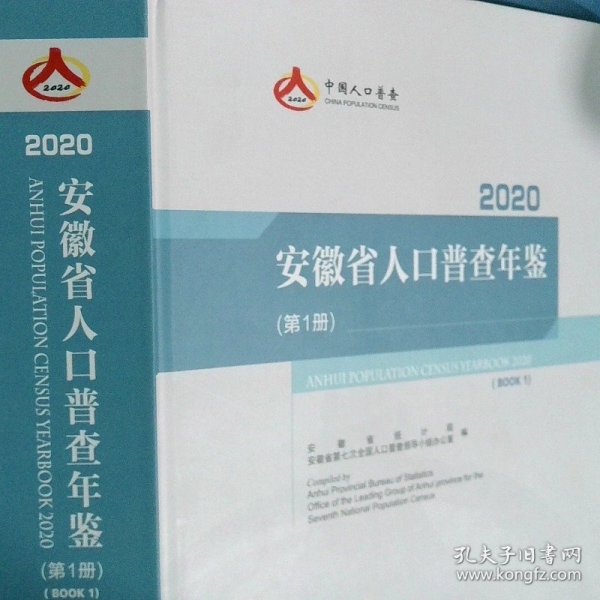 2020
2020
安徽省人口普查年鉴
ANHUI POPULATION CENSUS YEARBOOK 2020
(第1册)
(BOOK 1)
2020
中国人口普查
CHINA POPULATION CENSUS
2020
安徽省人口普查年鉴
(第1册)
ANHUI POPULATION CENSUS YEARBOOK 2020
(BOOK 1)
安徽省统计局
安徽省第七次全国人口普查领导小组办公室 编
Compiled by
Anhui Provincial Bureau of Statistics
Office of the Leading Group of Anhui province for the
Seventh National Population Census
孔夫子旧书网
www.kongfz.com